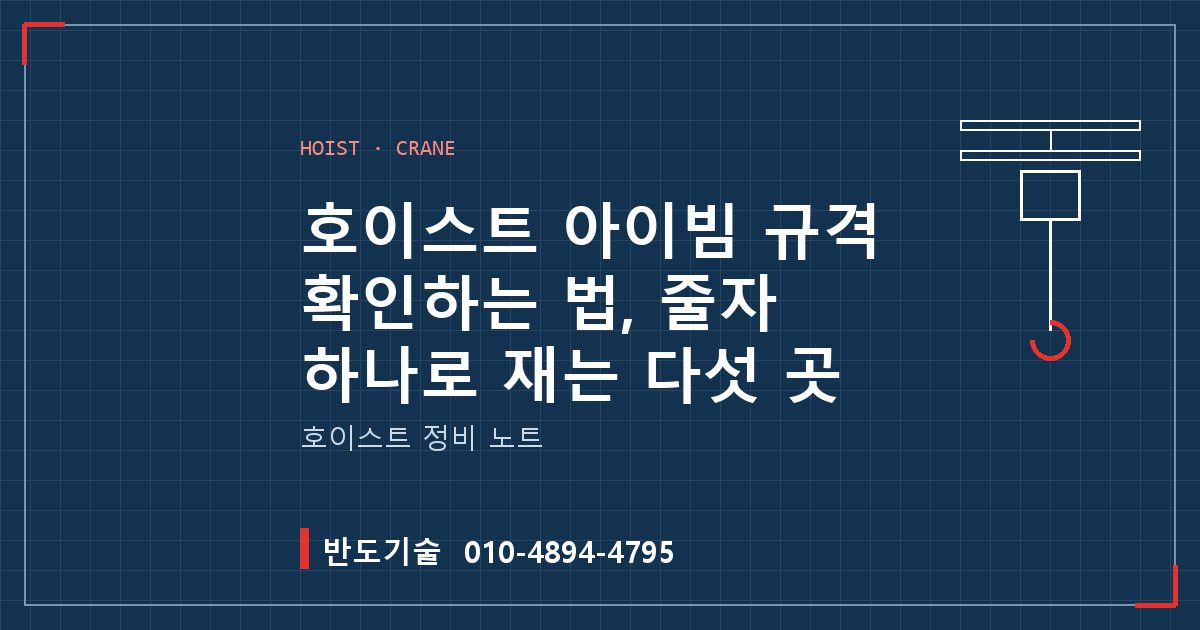 HOIST · CRANE
호이스트 아이빔 규격
확인하는 법, 줄자
하나로 재는 다섯 곳
호이스트 정비 노트
반도기술 010-4894-4795